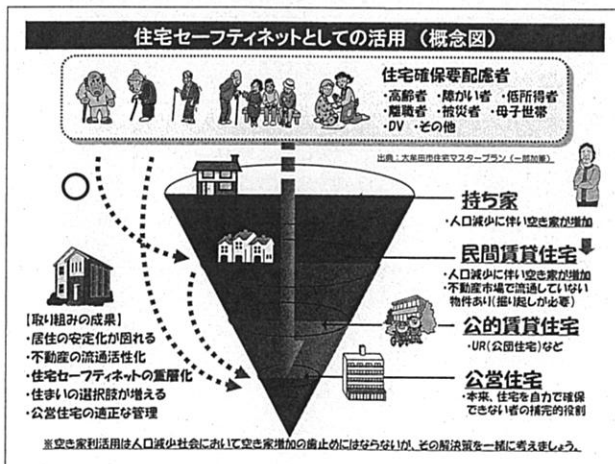 住宅セーフティネットとしての活用（概念図）
住宅確保要配慮者
・高齢者 ・障がい者 ・低所得者
・離職者 ・被災者 ・母子世帯
・DV ・その他
出典：大牟田市住宅マスタープラン（一部加筆）
持ち家
・人口減少に伴い空き家が増加
民間賃貸住宅
・人口減少に伴い空き家が増加
・不動産市場で流通していない
物件あり(掘り起しが必要)
公的賃貸住宅
・UR(公団住宅)など
公営住宅
・本来、住宅を自力で確保
できない者の補完的役割
【取り組みの成果】
・居住の安定化が図れる
・不動産の流通活性化
・住宅セーフティネットの重層化
・住まいの選択肢が増える
・公営住宅の適正な管理
※空き家利活用は人口減少社会において空き家増加の歯止めにはならないが、その解決策を一緒に考えましょう。